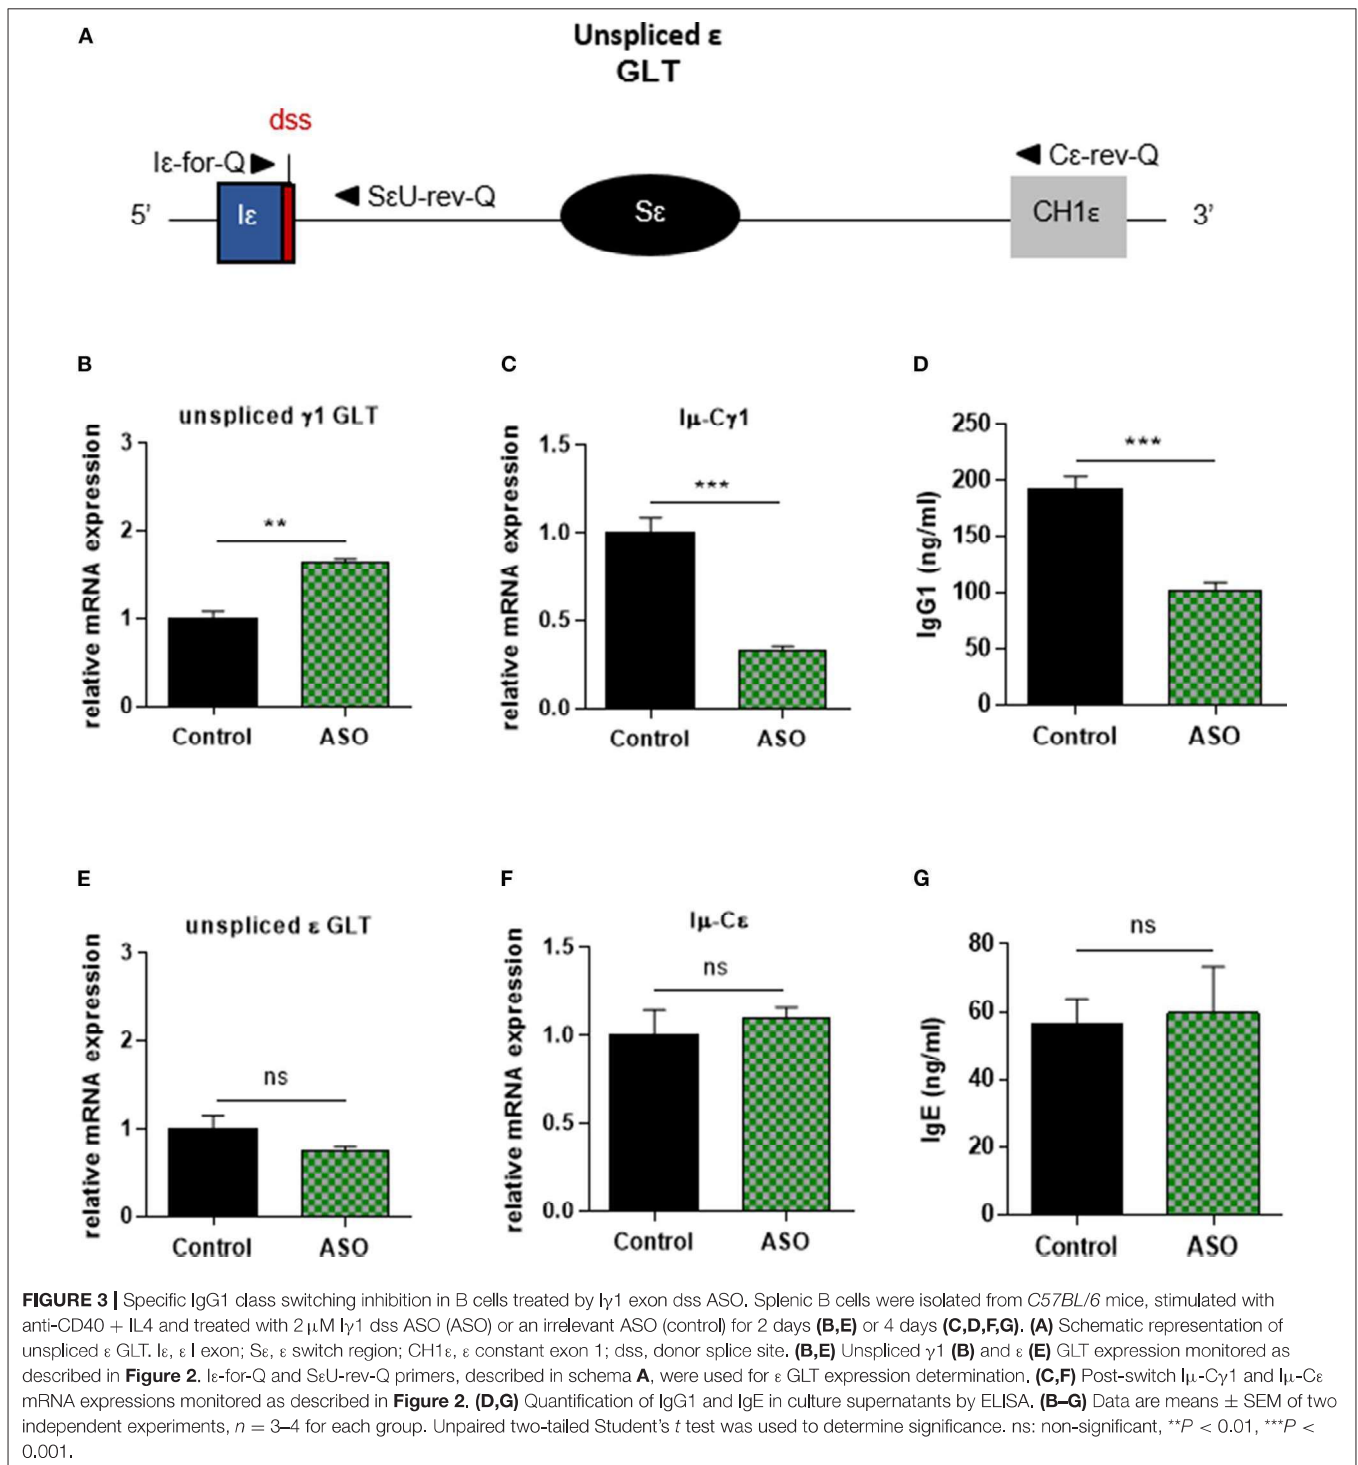 A
Unspliced ε
GLT
dss
Iε-for-Q
Cε-rev-Q
SεU-rev-Q
5’
Iε
Sε
CH1ε
3’
B
unspliced γ1 GLT
relative mRNA expression
3
2
1
0
**
Control
ASO
C
Iμ-Cγ1
relative mRNA expression
1.5
1.0
0.5
0.0
***
Control
ASO
D
IgG1 (ng/ml)
250
200
150
100
50
0
***
Control
ASO
E
unspliced ε GLT
relative mRNA expression
3
2
1
0
ns
Control
ASO
F
Iμ-Cε
relative mRNA expression
1.5
1.0
0.5
0.0
ns
Control
ASO
G
IgE (ng/ml)
80
60
40
20
0
ns
Control
ASO
FIGURE 3 | Specific IgG1 class switching inhibition in B cells treated by Iγ1 exon dss ASO. Splenic B cells were isolated from C57BL/6 mice, stimulated with
anti-CD40 + IL4 and treated with 2 μM Iγ1 dss ASO (ASO) or an irrelevant ASO (control) for 2 days (B,E) or 4 days (C,D,F,G). (A) Schematic representation of
unspliced ε GLT. Iε, ε I exon; Sε, ε switch region; CH1ε, ε constant exon 1; dss, donor splice site. (B,E) Unspliced γ1 (B) and ε (E) GLT expression monitored as
described in Figure 2. Iε-for-Q and SεU-rev-Q primers, described in schema A, were used for ε GLT expression determination. (C,F) Post-switch Iμ-Cγ1 and Iμ-Cε
mRNA expressions monitored as described in Figure 2. (D,G) Quantification of IgG1 and IgE in culture supernatants by ELISA. (B–G) Data are means ± SEM of two
independent experiments, n = 3–4 for each group. Unpaired two-tailed Student’s t test was used to determine significance. ns: non-significant, **P < 0.01, ***P <
0.001.